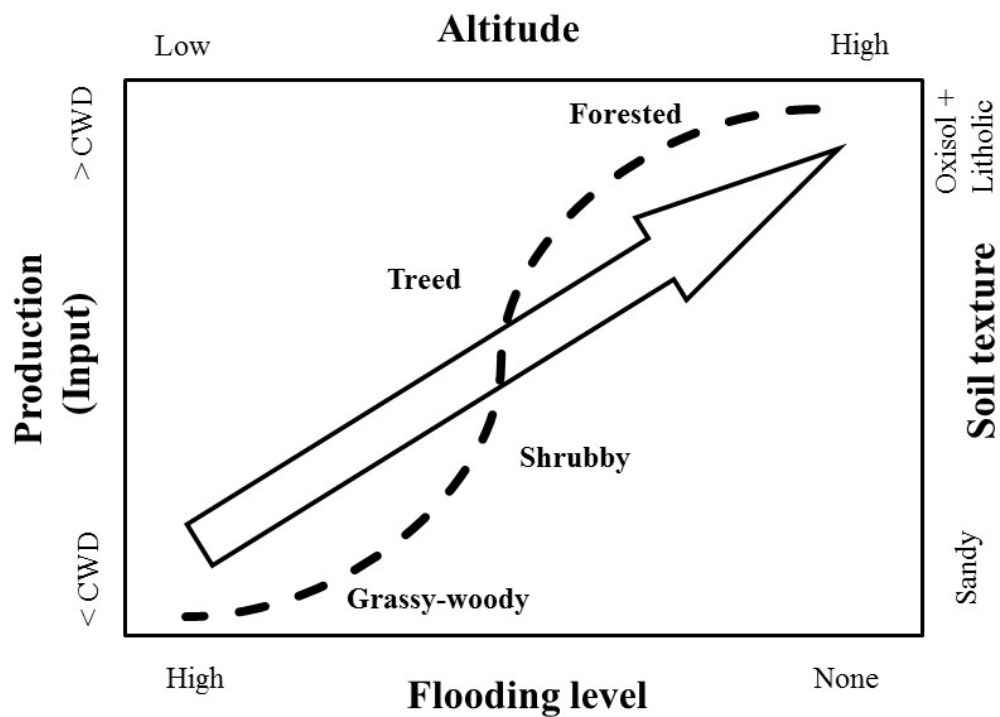 Altitude
Low
High
> CWD
Production
(Input)
< CWD
Forested
Treed
Shrubby
Grassy-woody
Oxisol +
Litholic
Soil texture
Sandy
High
None
Flooding level